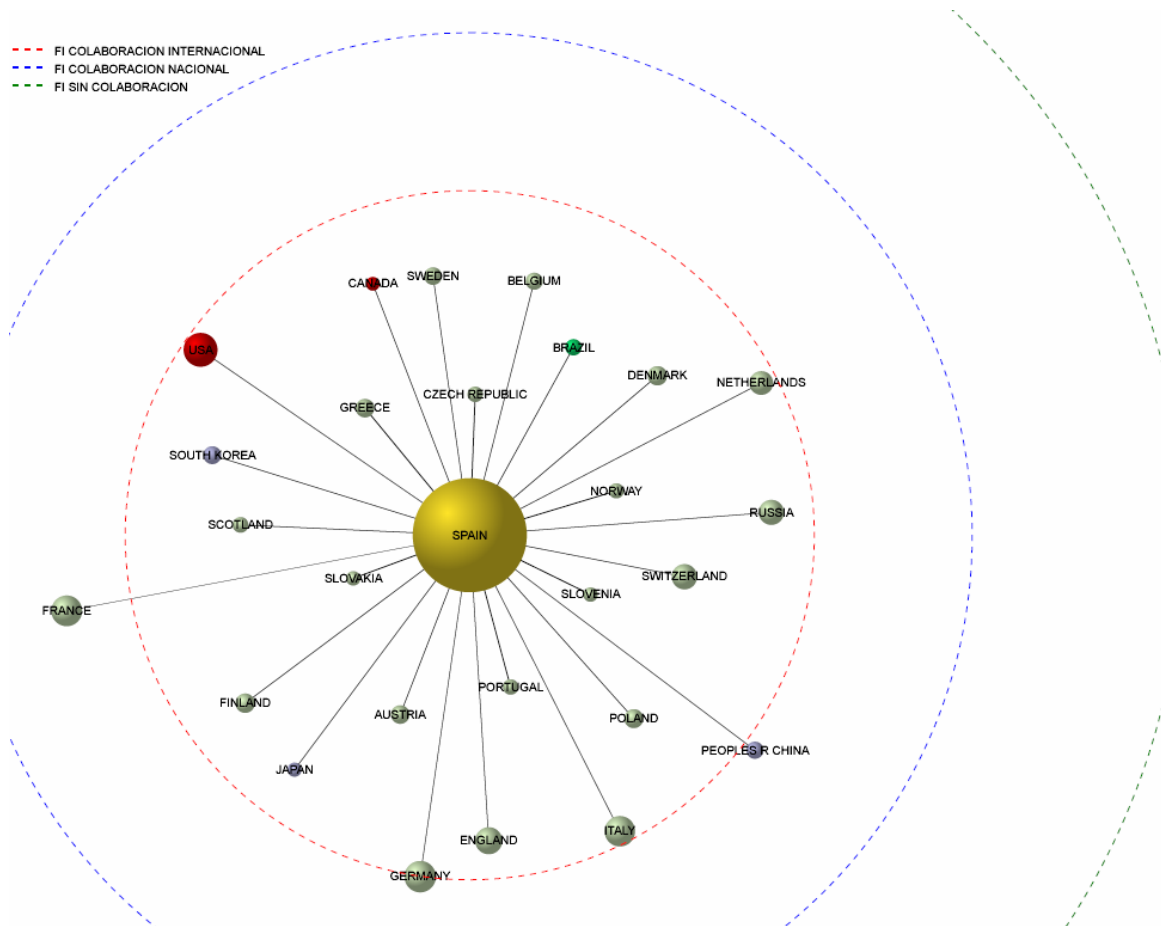 FI COLABORACION INTERNACIONAL
FI COLABORACION NACIONAL
FI SIN COLABORACION
SWEDEN
CANADA
BELGIUM
BRAZIL
USA
DENMARK
NETHERLANDS
CZECH REPUBLIC
GREECE
SOUTH KOREA
NORWAY
RUSSIA
SCOTLAND
SPAIN
SLOVAKIA
SWITZERLAND
SLOVENIA
FRANCE
PORTUGAL
FINLAND
AUSTRIA
POLAND
PEOPLES R CHINA
JAPAN
ITALY
ENGLAND
GERMANY